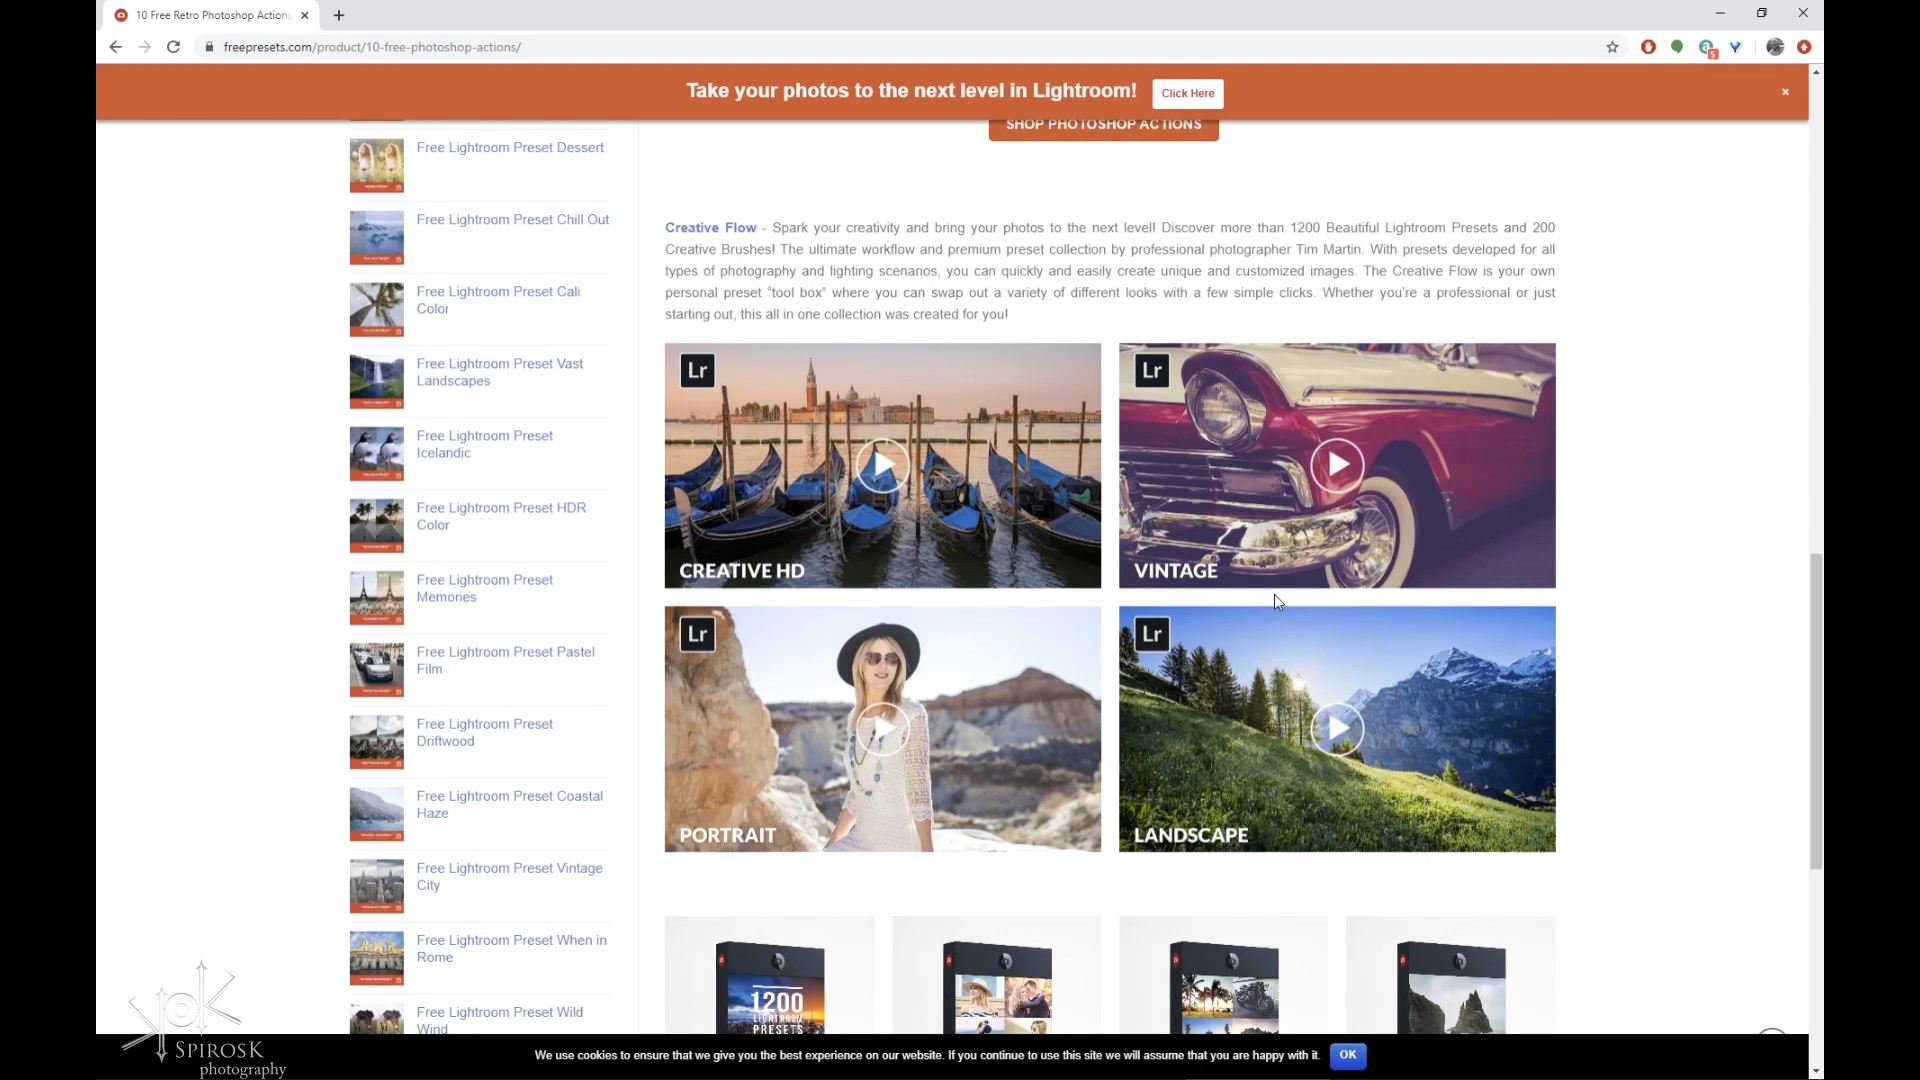 10 Free Retro Photoshop Actions
freepresets.com/product/10-free-photoshop-actions/
5
Take your photos to the next level in Lightroom!
Click Here
SHOP PHOTOSHOP ACTIONS
Free Lightroom Preset Dessert
Free Lightroom Preset Chill Out
Free Lightroom Preset Cali
Color
Free Lightroom Preset Vast
Landscapes
Free Lightroom Preset
Icelandic
Free Lightroom Preset HDR
Color
Free Lightroom Preset
Memories
Free Lightroom Preset Pastel
Film
Free Lightroom Preset
Driftwood
Free Lightroom Preset Coastal
Haze
Free Lightroom Preset Vintage
City
Free Lightroom Preset When in
Rome
Free Lightroom Preset Wild
Wind
Creative Flow - Spark your creativity and bring your photos to the next level! Discover more than 1200 Beautiful Lightroom Presets and 200
Creative Brushes! The ultimate workflow and premium preset collection by professional photographer Tim Martin. With presets developed for all
types of photography and lighting scenarios, you can quickly and easily create unique and customized images. The Creative Flow is your own
personal preset “tool box” where you can swap out a variety of different looks with a few simple clicks. Whether you’re a professional or just
starting out, this all in one collection was created for you!
Lr
CREATIVE HD
Lr
VINTAGE
Lr
PORTRAIT
Lr
LANDSCAPE
1200
LIGHTROOM
PRESETS
SPIROSK
photography
We use cookies to ensure that we give you the best experience on our website. If you continue to use this site we will assume that you are happy with it.
OK